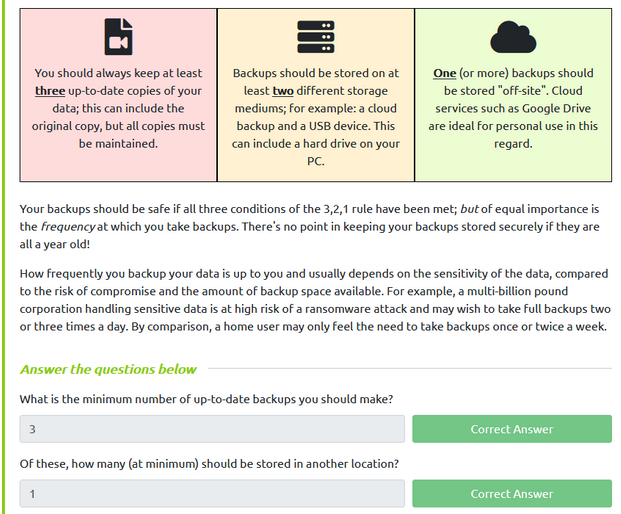 You should always keep at least
three up-to-date copies of your
data; this can include the
original copy, but all copies must
be maintained.
Backups should be stored on at
least two different storage
mediums; for example: a cloud
backup and a USB device. This
can include a hard drive on your
PC.
One (or more) backups should
be stored "off-site". Cloud
services such as Google Drive
are ideal for personal use in this
regard.
Your backups should be safe if all three conditions of the 3,2,1 rule have been met; but of equal importance is
the frequency at which you take backups. There's no point in keeping your backups stored securely if they are
all a year old!
How frequently you backup your data is up to you and usually depends on the sensitivity of the data, compared
to the risk of compromise and the amount of backup space available. For example, a multi-billion pound
corporation handling sensitive data is at high risk of a ransomware attack and may wish to take full backups two
or three times a day. By comparison, a home user may only feel the need to take backups once or twice a week.
Answer the questions below
What is the minimum number of up-to-date backups you should make?
3
Correct Answer
Of these, how many (at minimum) should be stored in another location?
1
Correct Answer